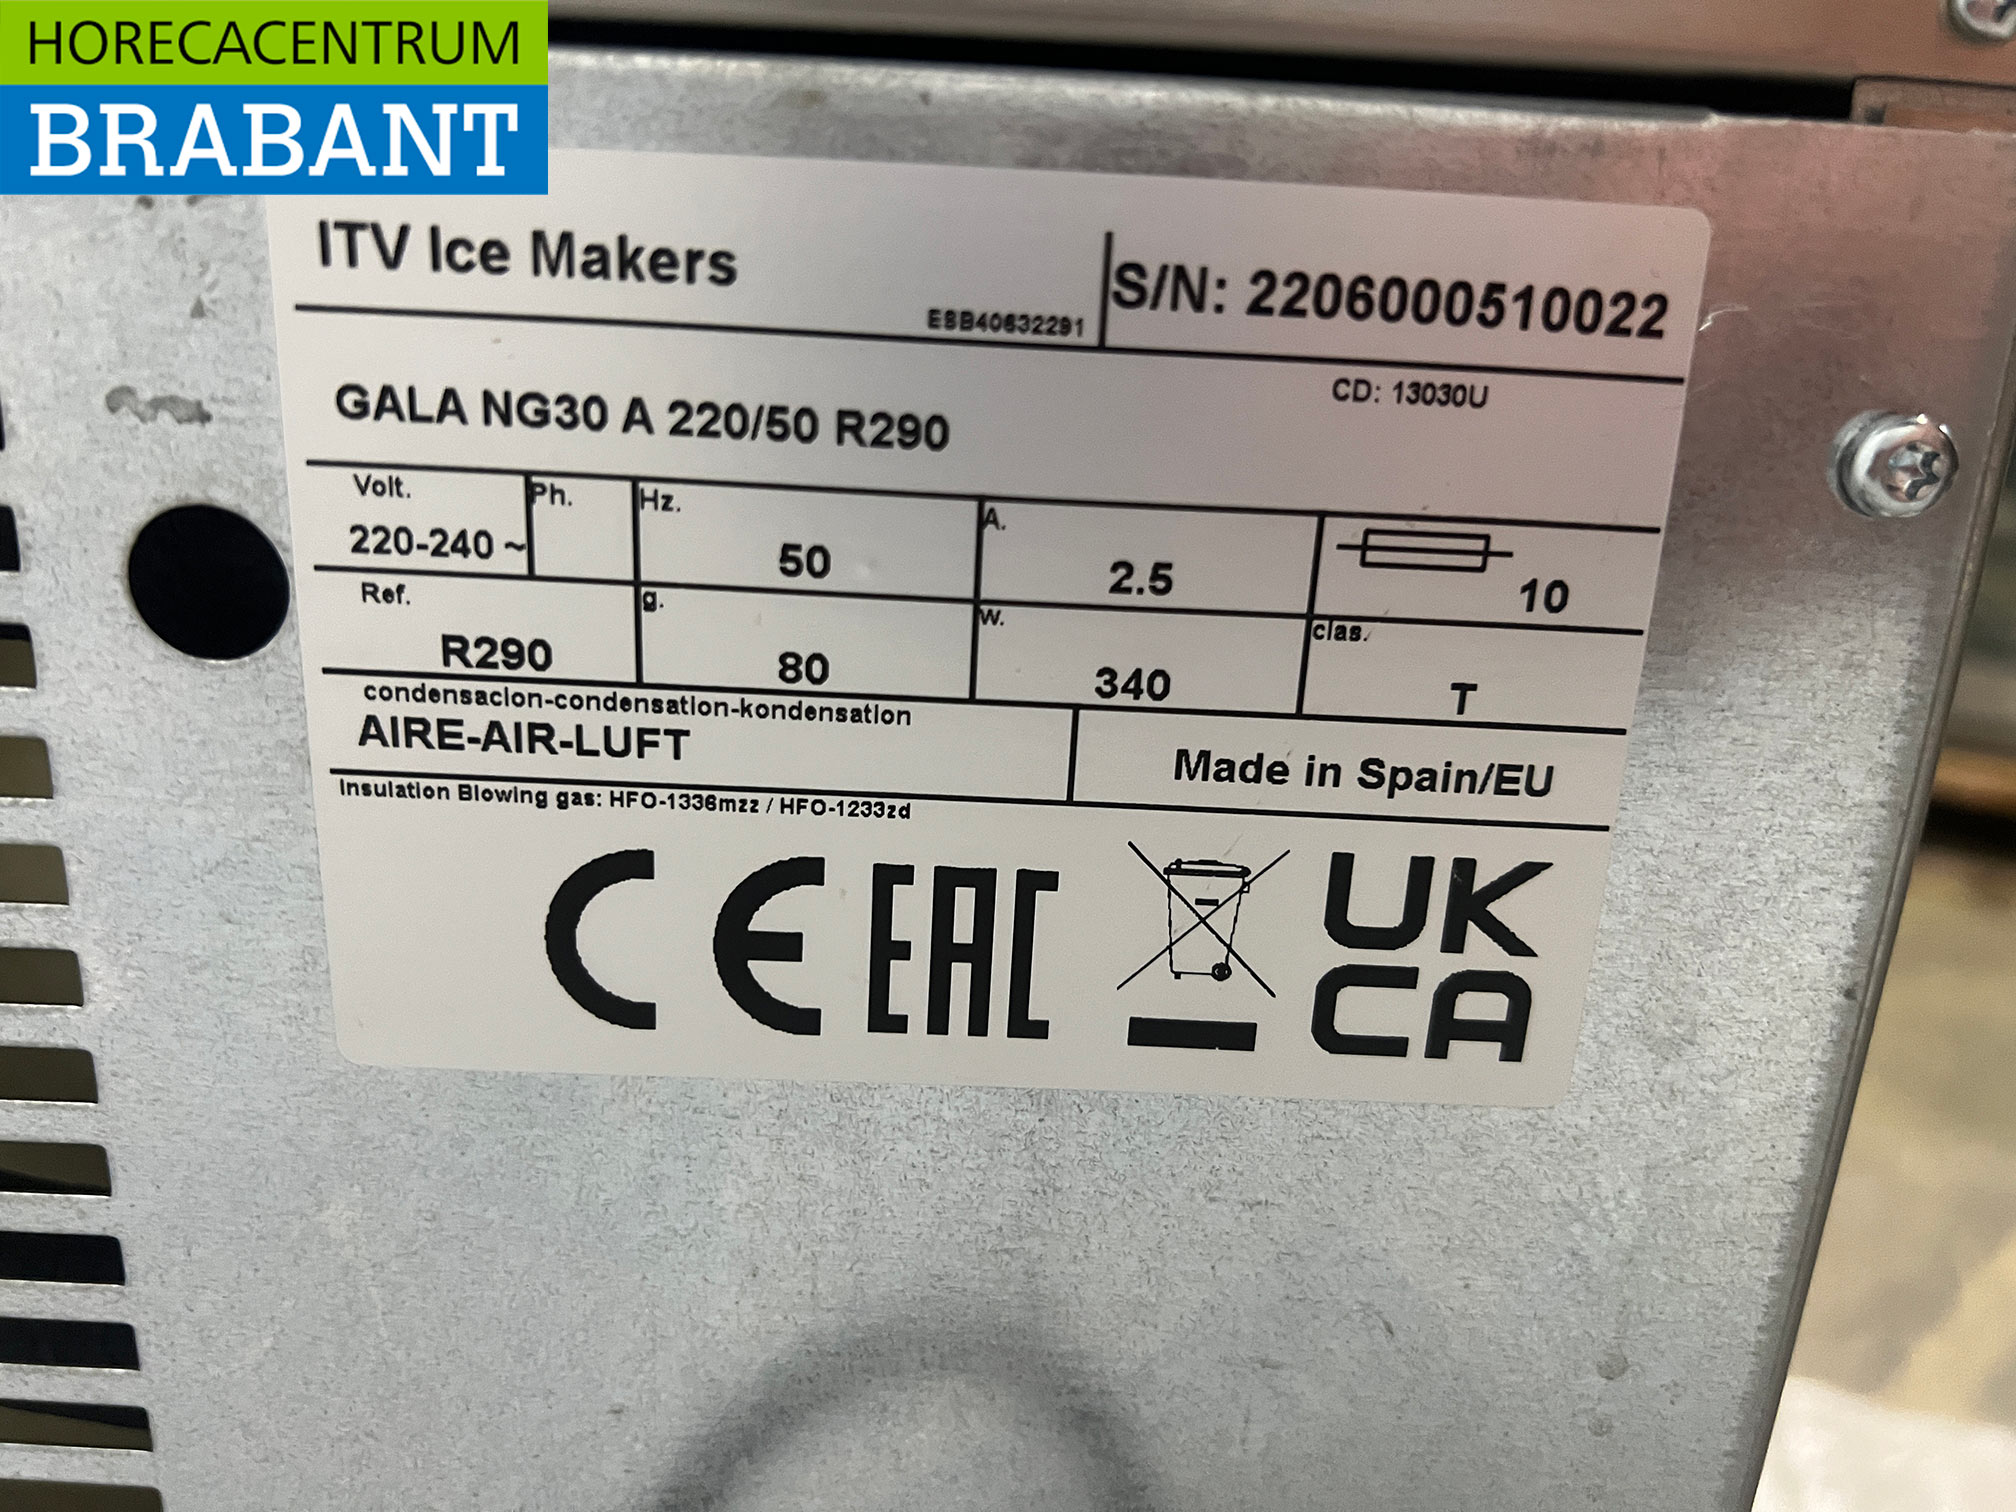 HORECACENTRUM
BRABANT
ITV Ice Makers
ESB40632291
S/N: 2206000510022
CD: 13030U
GALA NG30 A 220/50 R290
Volt. Ph. Hz. A.
220-240 ~ 50 2.5 10
Ref. g. W. clas.
R290 80 340 T
condensacion-condensation-kondensation
AIRE-AIR-LUFT
Made in Spain/EU
Insulation Blowing gas: HFO-1336mzz / HFO-1233zd
CE EAC UK
CA